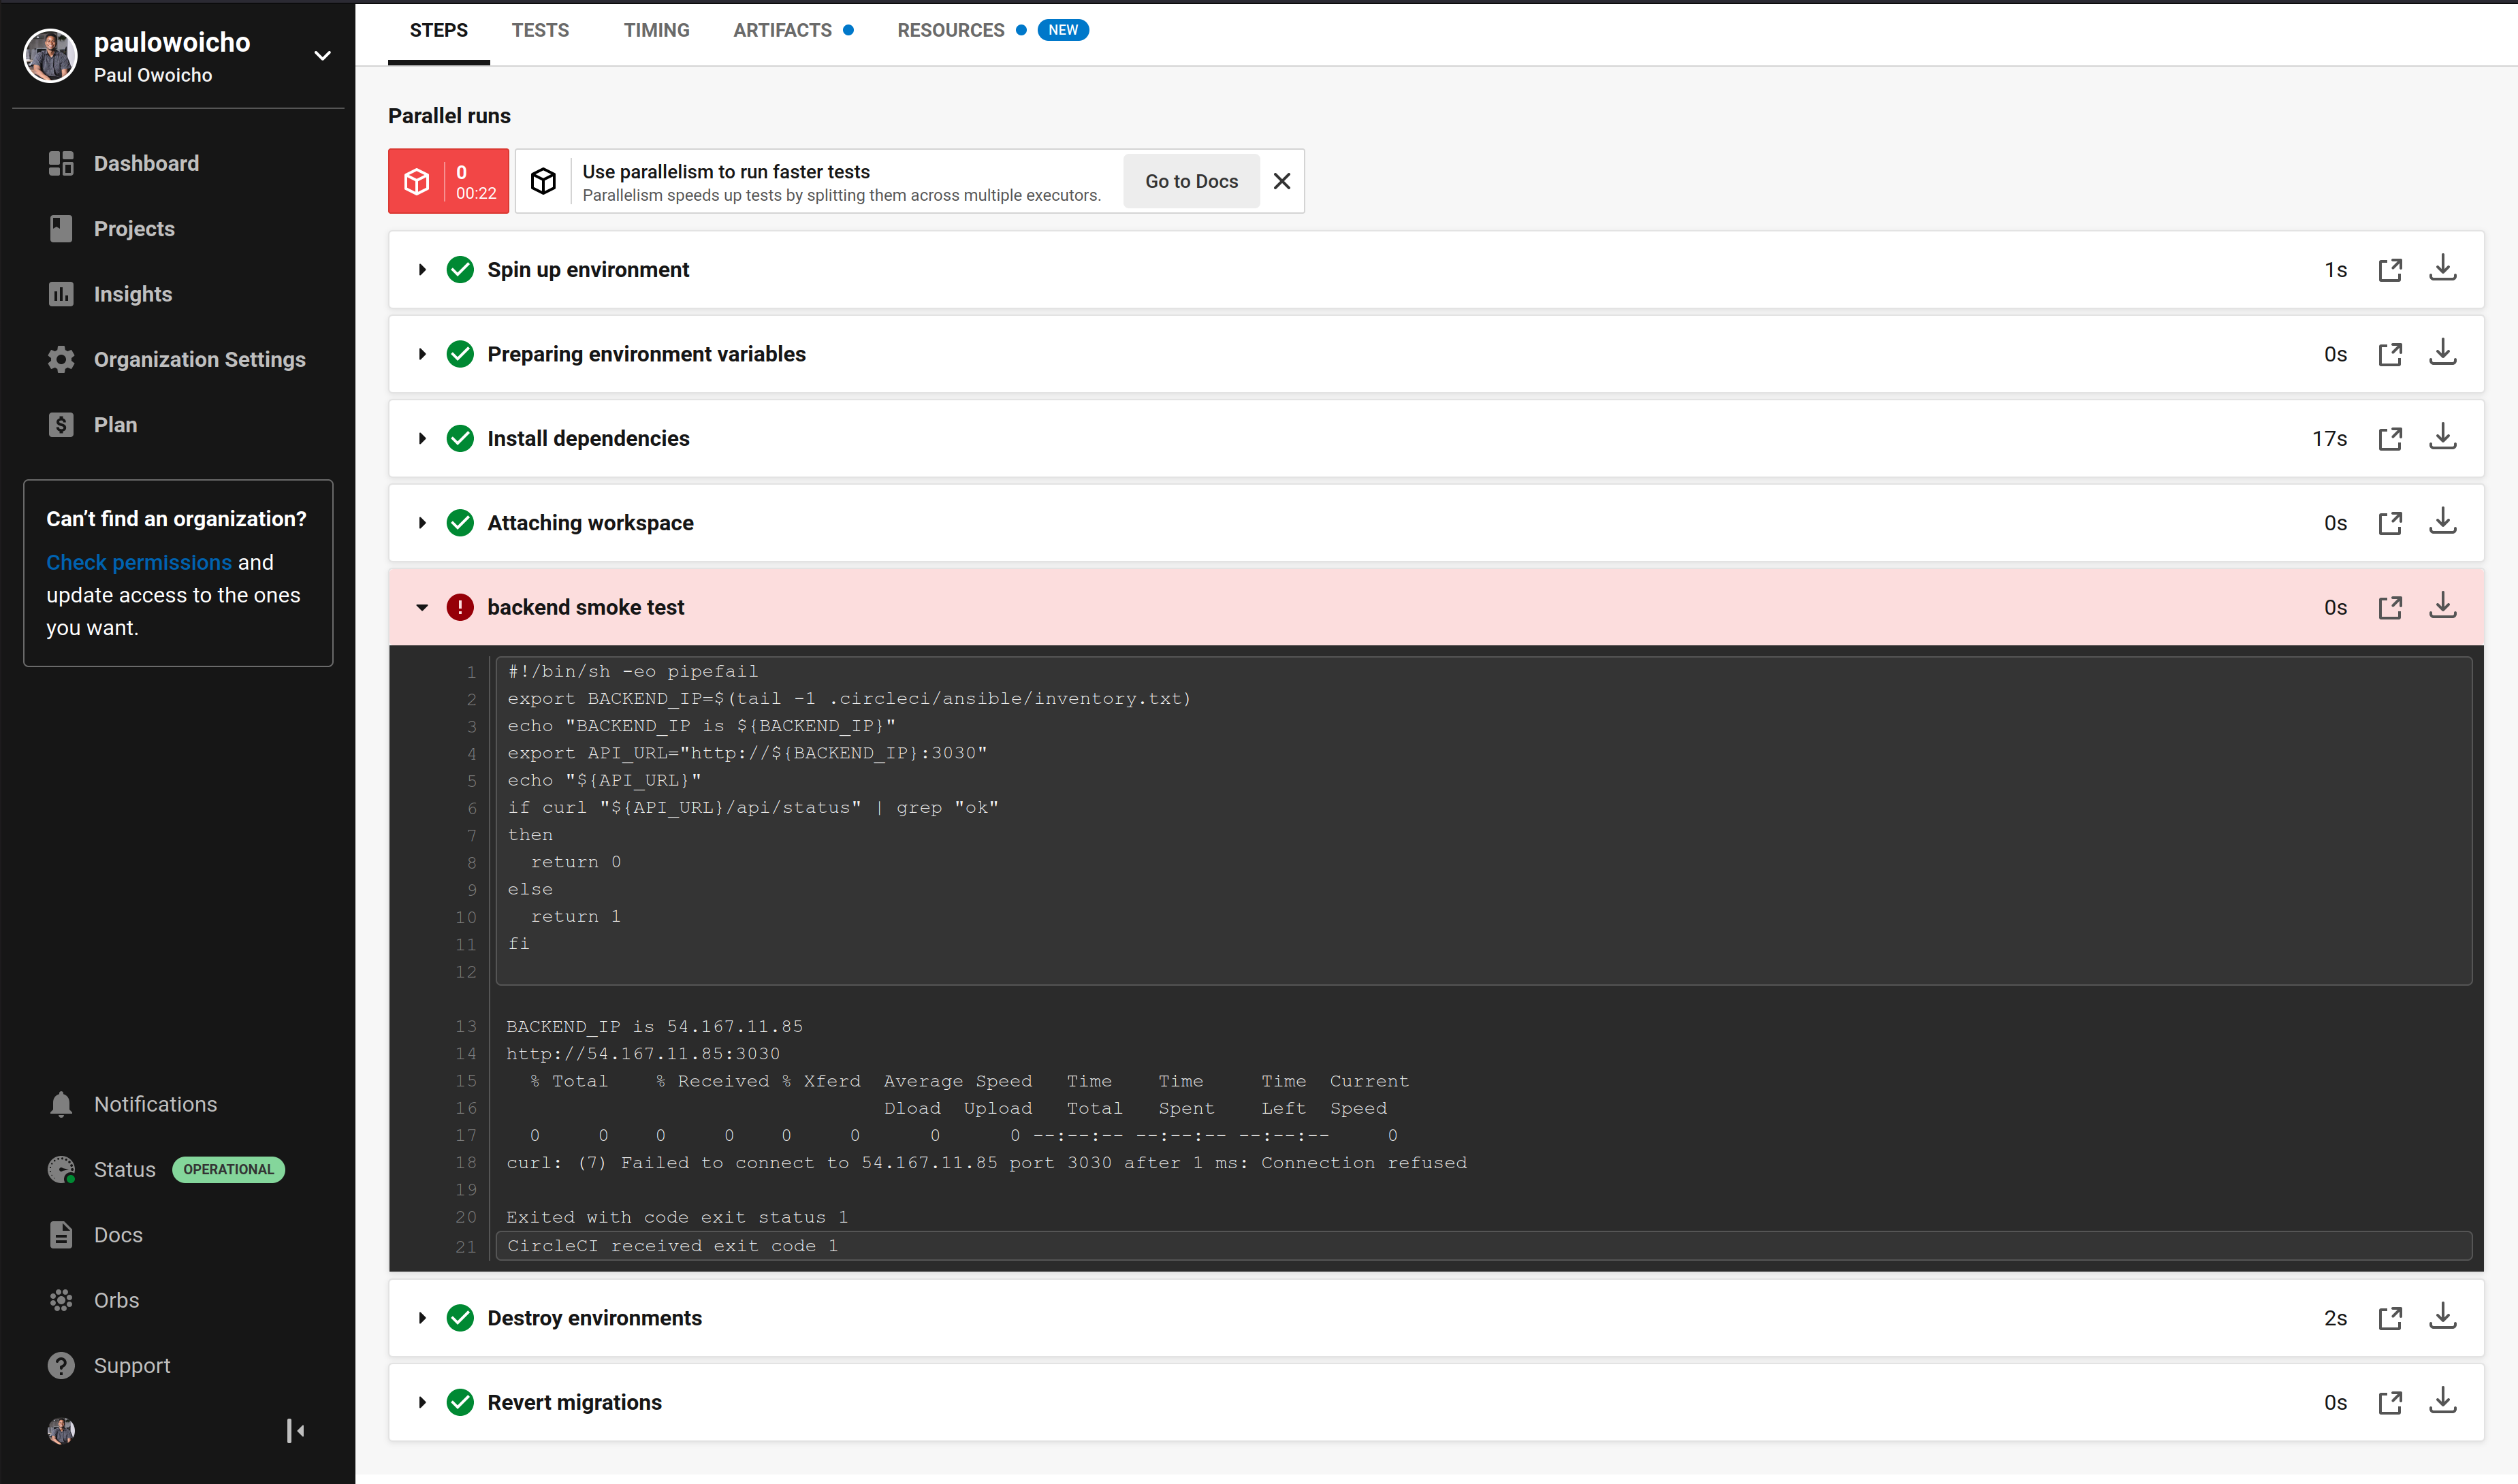 paulowoicho
Paul Owoicho
Dashboard
Projects
Insights
Organization Settings
Plan
Can’t find an organization?
Check permissions and
update access to the ones
you want.
Notifications
Status OPERATIONAL
Docs
Orbs
Support
STEPS TESTS TIMING ARTIFACTS RESOURCES NEW
Parallel runs
0
00:22
Use parallelism to run faster tests
Parallelism speeds up tests by splitting them across multiple executors.
Go to Docs
Spin up environment 1s
Preparing environment variables 0s
Install dependencies 17s
Attaching workspace 0s
! backend smoke test 0s
1 #!/bin/sh -eo pipefail
2 export BACKEND_IP=$(tail -1 .circleci/ansible/inventory.txt)
3 echo "BACKEND_IP is ${BACKEND_IP}"
4 export API_URL="http://${BACKEND_IP}:3030"
5 echo "${API_URL}"
6 if curl "${API_URL}/api/status" | grep "ok"
7 then
8   return 0
9 else
10   return 1
11 fi
12
13 BACKEND_IP is 54.167.11.85
14 http://54.167.11.85:3030
15   % Total    % Received % Xferd  Average Speed   Time    Time     Time  Current
16                                  Dload  Upload   Total   Spent    Left  Speed
17   0     0    0     0    0     0      0      0 --:--:-- --:--:-- --:--:--     0
18 curl: (7) Failed to connect to 54.167.11.85 port 3030 after 1 ms: Connection refused
19
20 Exited with code exit status 1
21 CircleCI received exit code 1
Destroy environments 2s
Revert migrations 0s